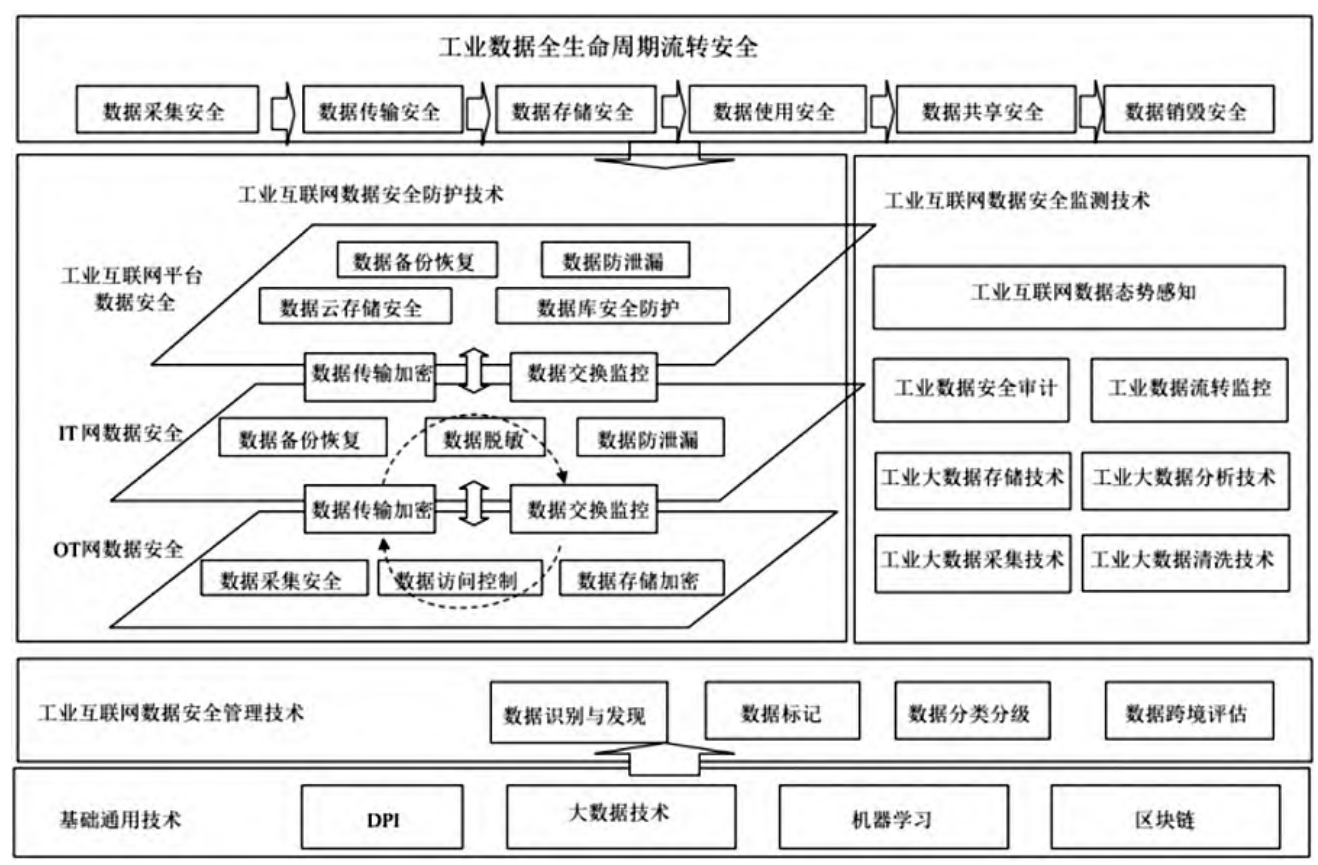 工业数据全生命周期流转安全
数据采集安全
数据传输安全
数据存储安全
数据使用安全
数据共享安全
数据销毁安全
工业互联网数据安全防护技术
工业互联网平台
数据安全
数据备份恢复
数据防泄漏
数据云存储安全
数据库安全防护
数据传输加密
数据交换监控
IT网数据安全
数据备份恢复
数据脱敏
数据防泄漏
数据传输加密
数据交换监控
OT网数据安全
数据采集安全
数据访问控制
数据存储加密
工业互联网数据安全监测技术
工业互联网数据态势感知
工业数据安全审计
工业数据流转监控
工业大数据存储技术
工业大数据分析技术
工业大数据采集技术
工业大数据清洗技术
工业互联网数据安全管理技术
数据识别与发现
数据标记
数据分类分级
数据跨境评估
基础通用技术
DPI
大数据技术
机器学习
区块链